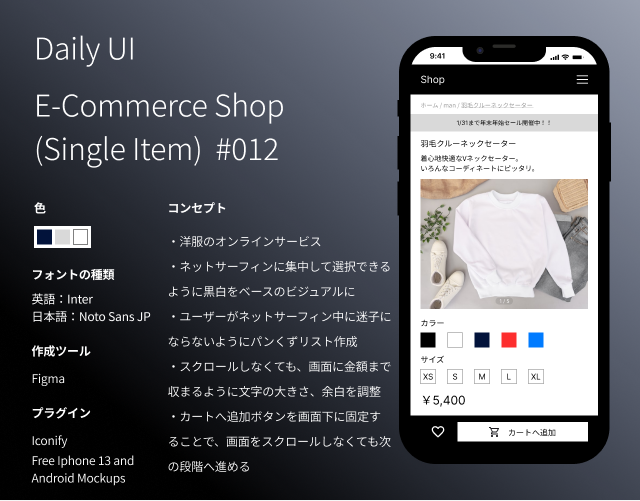 Daily UI
E-Commerce Shop
(Single Item) #012
色
フォントの種類
英語：Inter
日本語：Noto Sans JP
作成ツール
Figma
プラグイン
Iconify
Free Iphone 13 and
Android Mockups
コンセプト
・洋服のオンラインサービス
・ネットサーフィンに集中して選択できる
ように黒白をベースのビジュアルに
・ユーザーがネットサーフィン中に迷子に
ならないようにパンくずリスト作成
・スクロールしなくても、画面に金額まで
収まるように文字の大きさ、余白を調整
・カートへ追加ボタンを画面下に固定す
ることで、画面をスクロールしなくても次
の段階へ進める
9:41
Shop
ホーム / men / 羽毛クルーネックセーター
1/31まで年末年始セール開催中！！
羽毛クルーネックセーター
着心地快適なVネックセーター。
いろんなコーディネートにピッタリ。
1 / 5
カラー
サイズ
XS S M L XL
￥5,400
カートへ追加